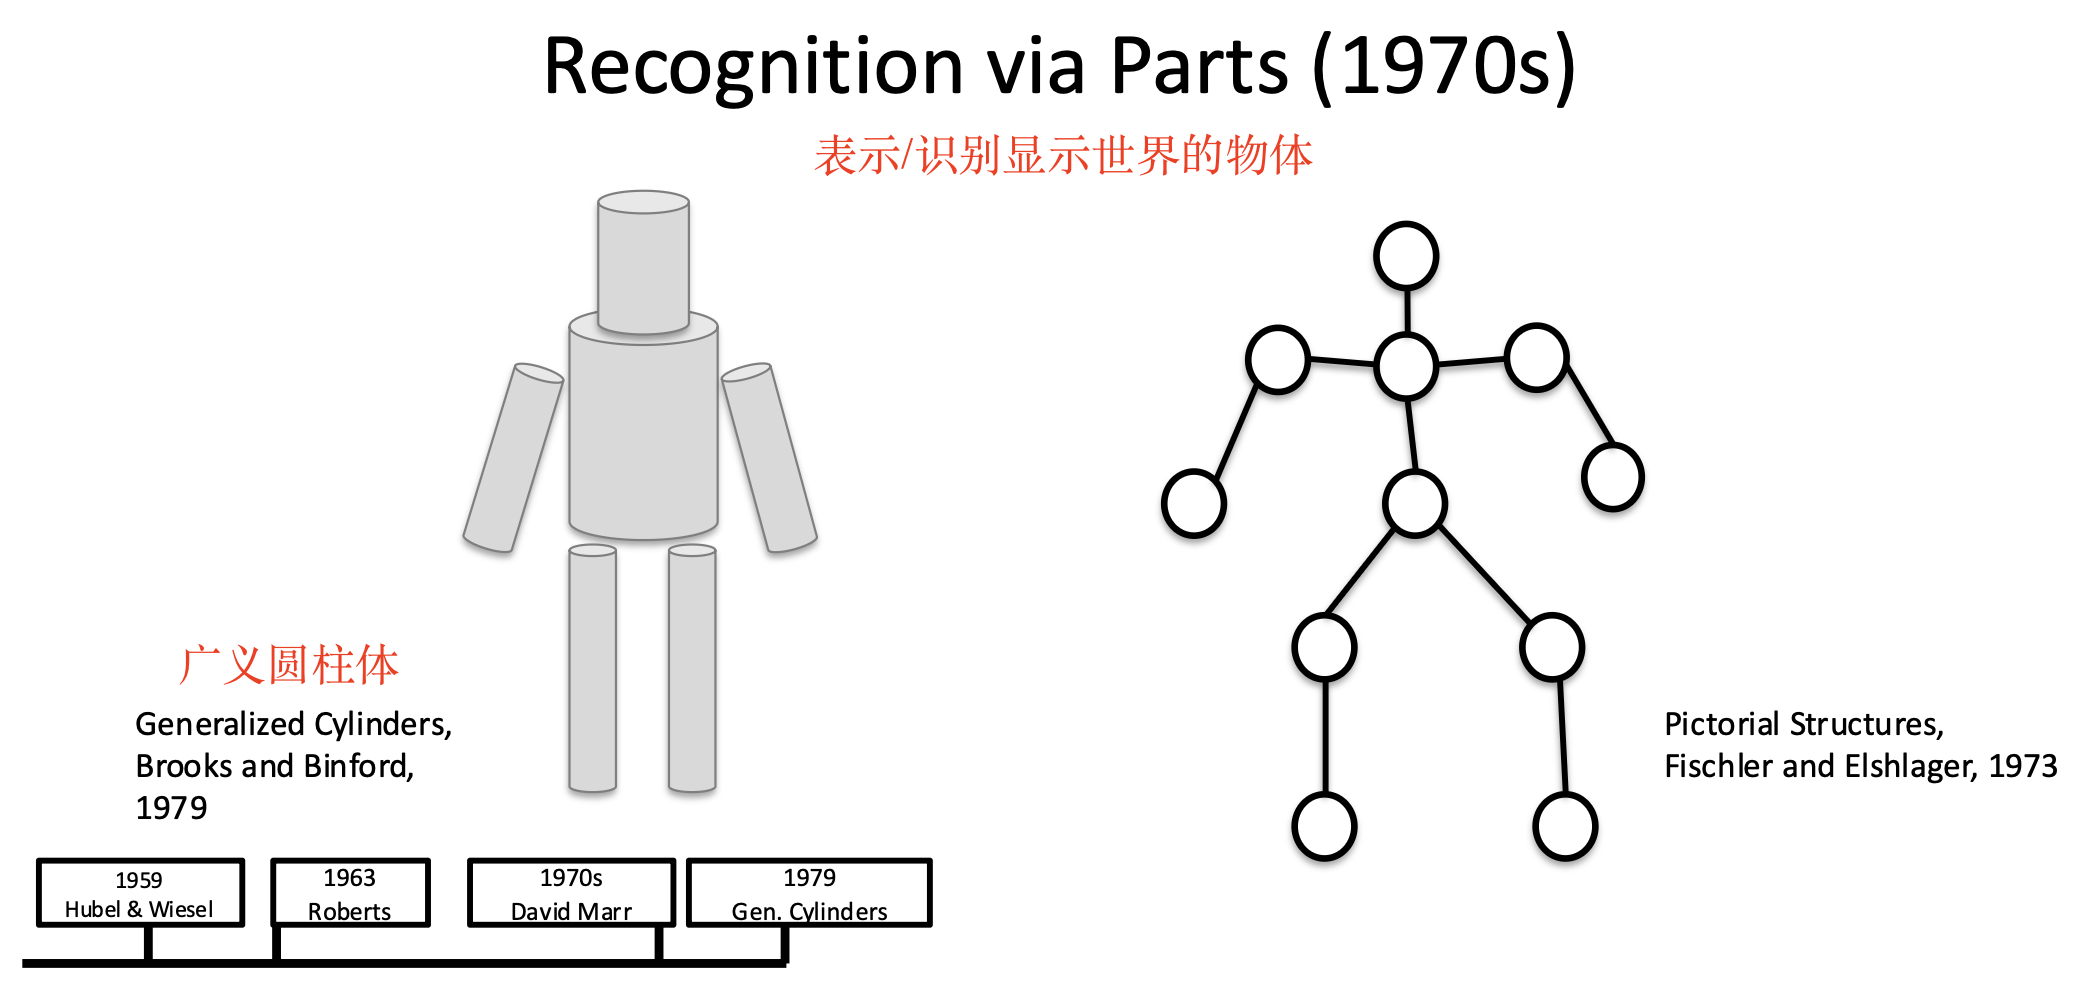 Recognition via Parts (1970s)
表示/识别显示世界的物体
广义圆柱体
Generalized Cylinders,
Brooks and Binford,
1979
Pictorial Structures,
Fischler and Elshlager, 1973
1959
Hubel & Wiesel
1963
Roberts
1970s
David Marr
1979
Gen. Cylinders